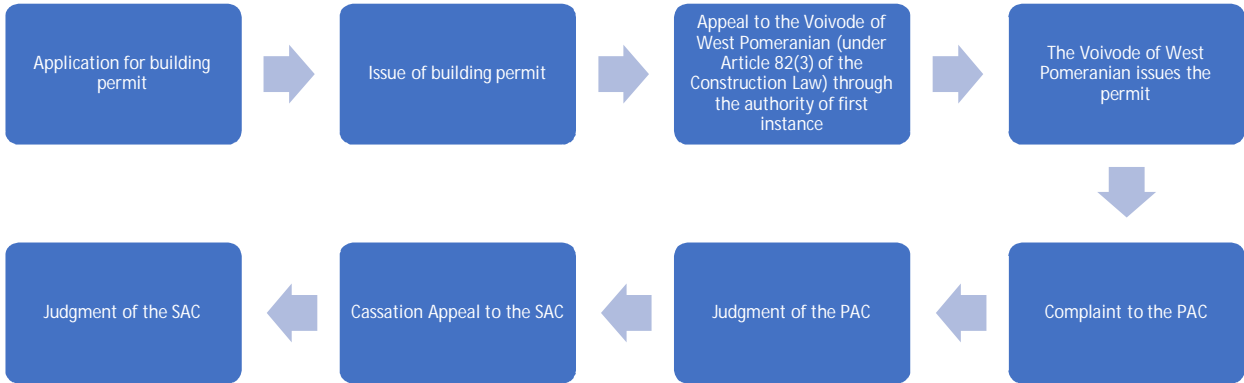 Application for building
permit
Issue of building permit
Appeal to the Voivode of
West Pomeranian (under
Article 82(3) of the
Construction Law) through
the authority of first
instance
The Voivode of West
Pomeranian issues the
permit
Complaint to the PAC
Judgment of the PAC
Cassation Appeal to the SAC
Judgment of the SAC